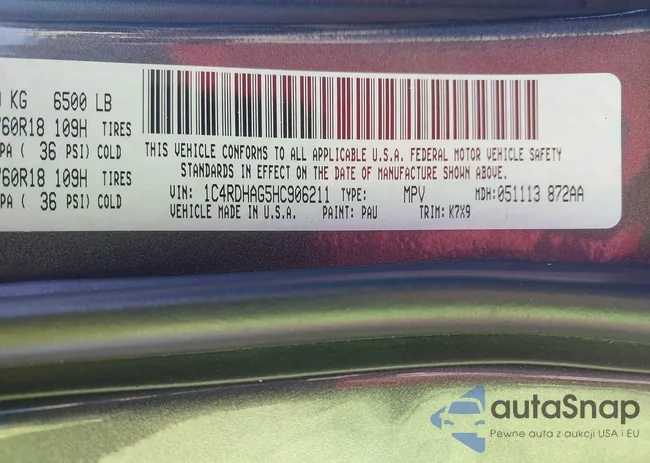 KG 6500 LB
60R18 109H TIRES
PA ( 36 PSI) COLD
60R18 109H TIRES
PA ( 36 PSI) COLD
THIS VEHICLE CONFORMS TO ALL APPLICABLE U.S.A. FEDERAL MOTOR VEHICLE SAFETY
STANDARDS IN EFFECT ON THE DATE OF MANUFACTURE SHOWN ABOVE.
VIN: 1C4RDHAG5HC906211 TYPE: MPV MDH: 051113 872AA
VEHICLE MADE IN U.S.A. PAINT: PAU TRIM: K7X9
autaSnap
Pewne auta z aukcji USA i EU